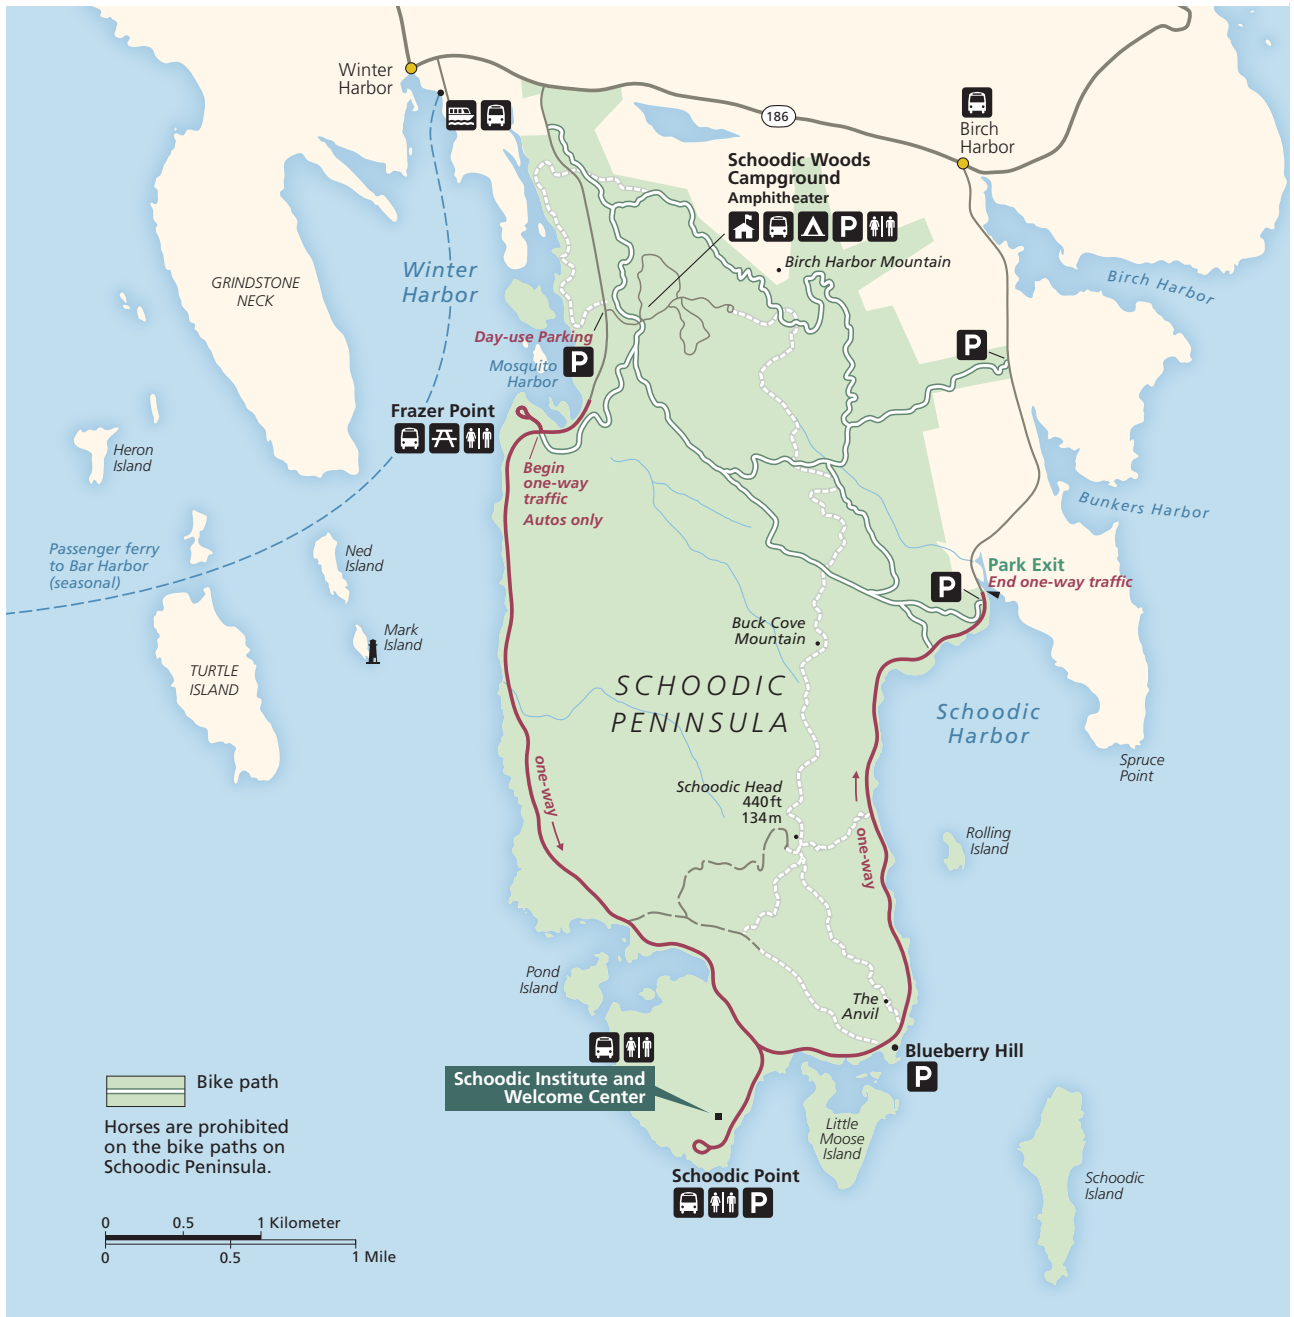 Winter
Harbor
186
Birch
Harbor
Schoodic Woods
Campground
Amphitheater
P
Birch Harbor Mountain
GRINDSTONE
NECK
Winter
Harbor
Birch Harbor
Day-use Parking
P
P
Mosquito
Harbor
Frazer Point
Heron
Island
Begin
one-way
traffic
Autos only
Bunkers Harbor
Passenger ferry
to Bar Harbor
(seasonal)
Ned
Island
Park Exit
End one-way traffic
P
Mark
Island
Buck Cove
Mountain
TURTLE
ISLAND
SCHOODIC
PENINSULA
Schoodic
Harbor
Spruce
Point
one-way
Schoodic Head
440 ft
134 m
one-way
Rolling
Island
Pond
Island
The
Anvil
Blueberry Hill
P
Schoodic Institute and
Welcome Center
Little
Moose
Island
Schoodic Point
P
Schoodic
Island
Bike path
Horses are prohibited
on the bike paths on
Schoodic Peninsula.
0 0.5 1 Kilometer
0 0.5 1 Mile